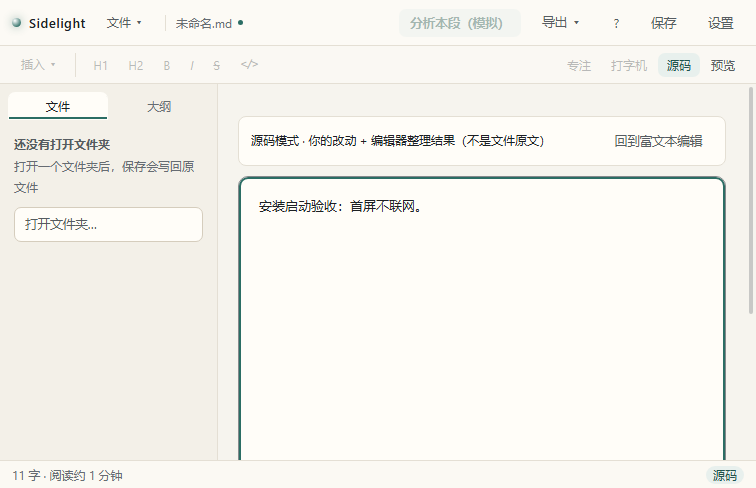 Sidelight 文件 未命名.md 分析本段（模拟） 导出 ? 保存 设置
插入 H1 H2 B I S </> 专注 打字机 源码 预览
文件 大纲
还没有打开文件夹
打开一个文件夹后，保存会写回原
文件
打开文件夹...
源码模式 · 你的改动 + 编辑器整理结果（不是文件原文） 回到富文本编辑
安装启动验收：首屏不联网。
11 字 · 阅读约 1 分钟 源码